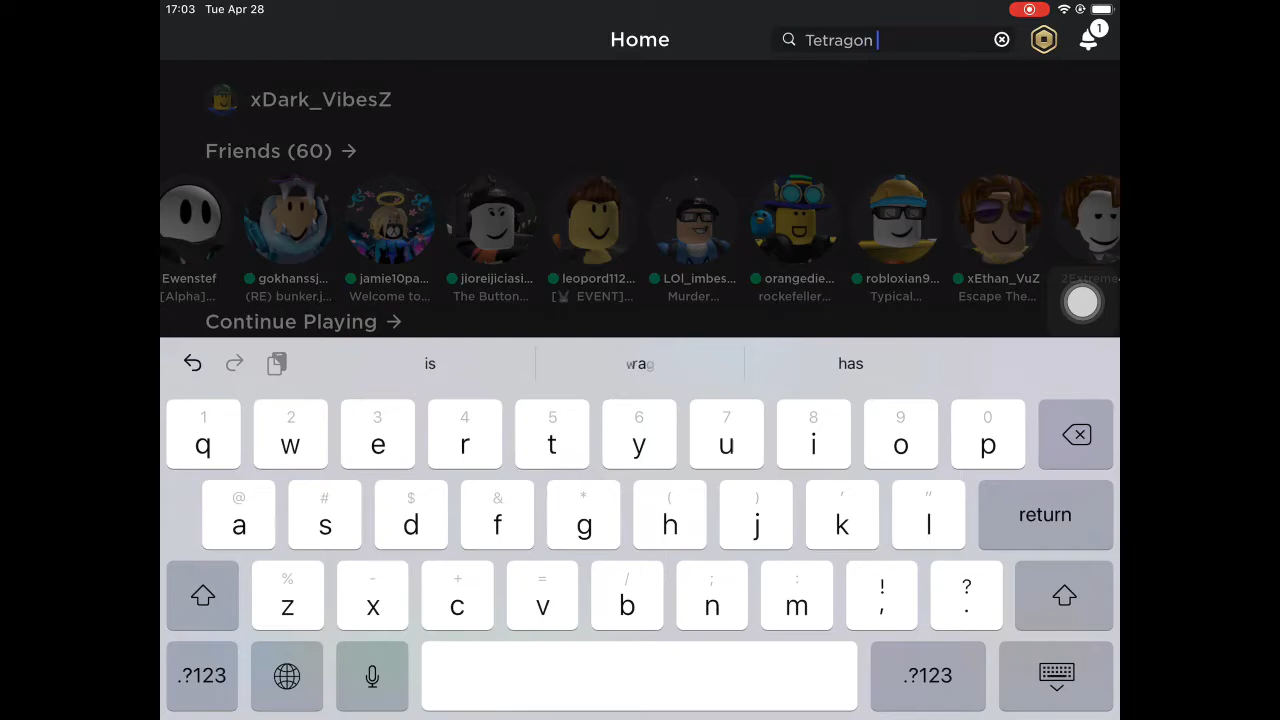 17:03 Tue Apr 28
Home
Tetragon
1
xDark_VibesZ
Friends (60) →
Ewenstef gokhanssj... jamie10pa... jioreijiciasi... leopord112... LOl_imbes... orangedie... robloxian9... xEthan_VuZ 2Extreme
[Alpha]... (RE) bunker.j... Welcome to... The Button... EVENT]... Murder... rockefeller... Typical... Escape The...
Continue Playing →
is has
1 2 3 4 5 6 7 8 9 0
q w e r t y u i o p
@ # $ & * ( ) ' "
a s d f g h j k l return
% - + = / ; : ! ?
z x c v b n m , .
.?123 .?123